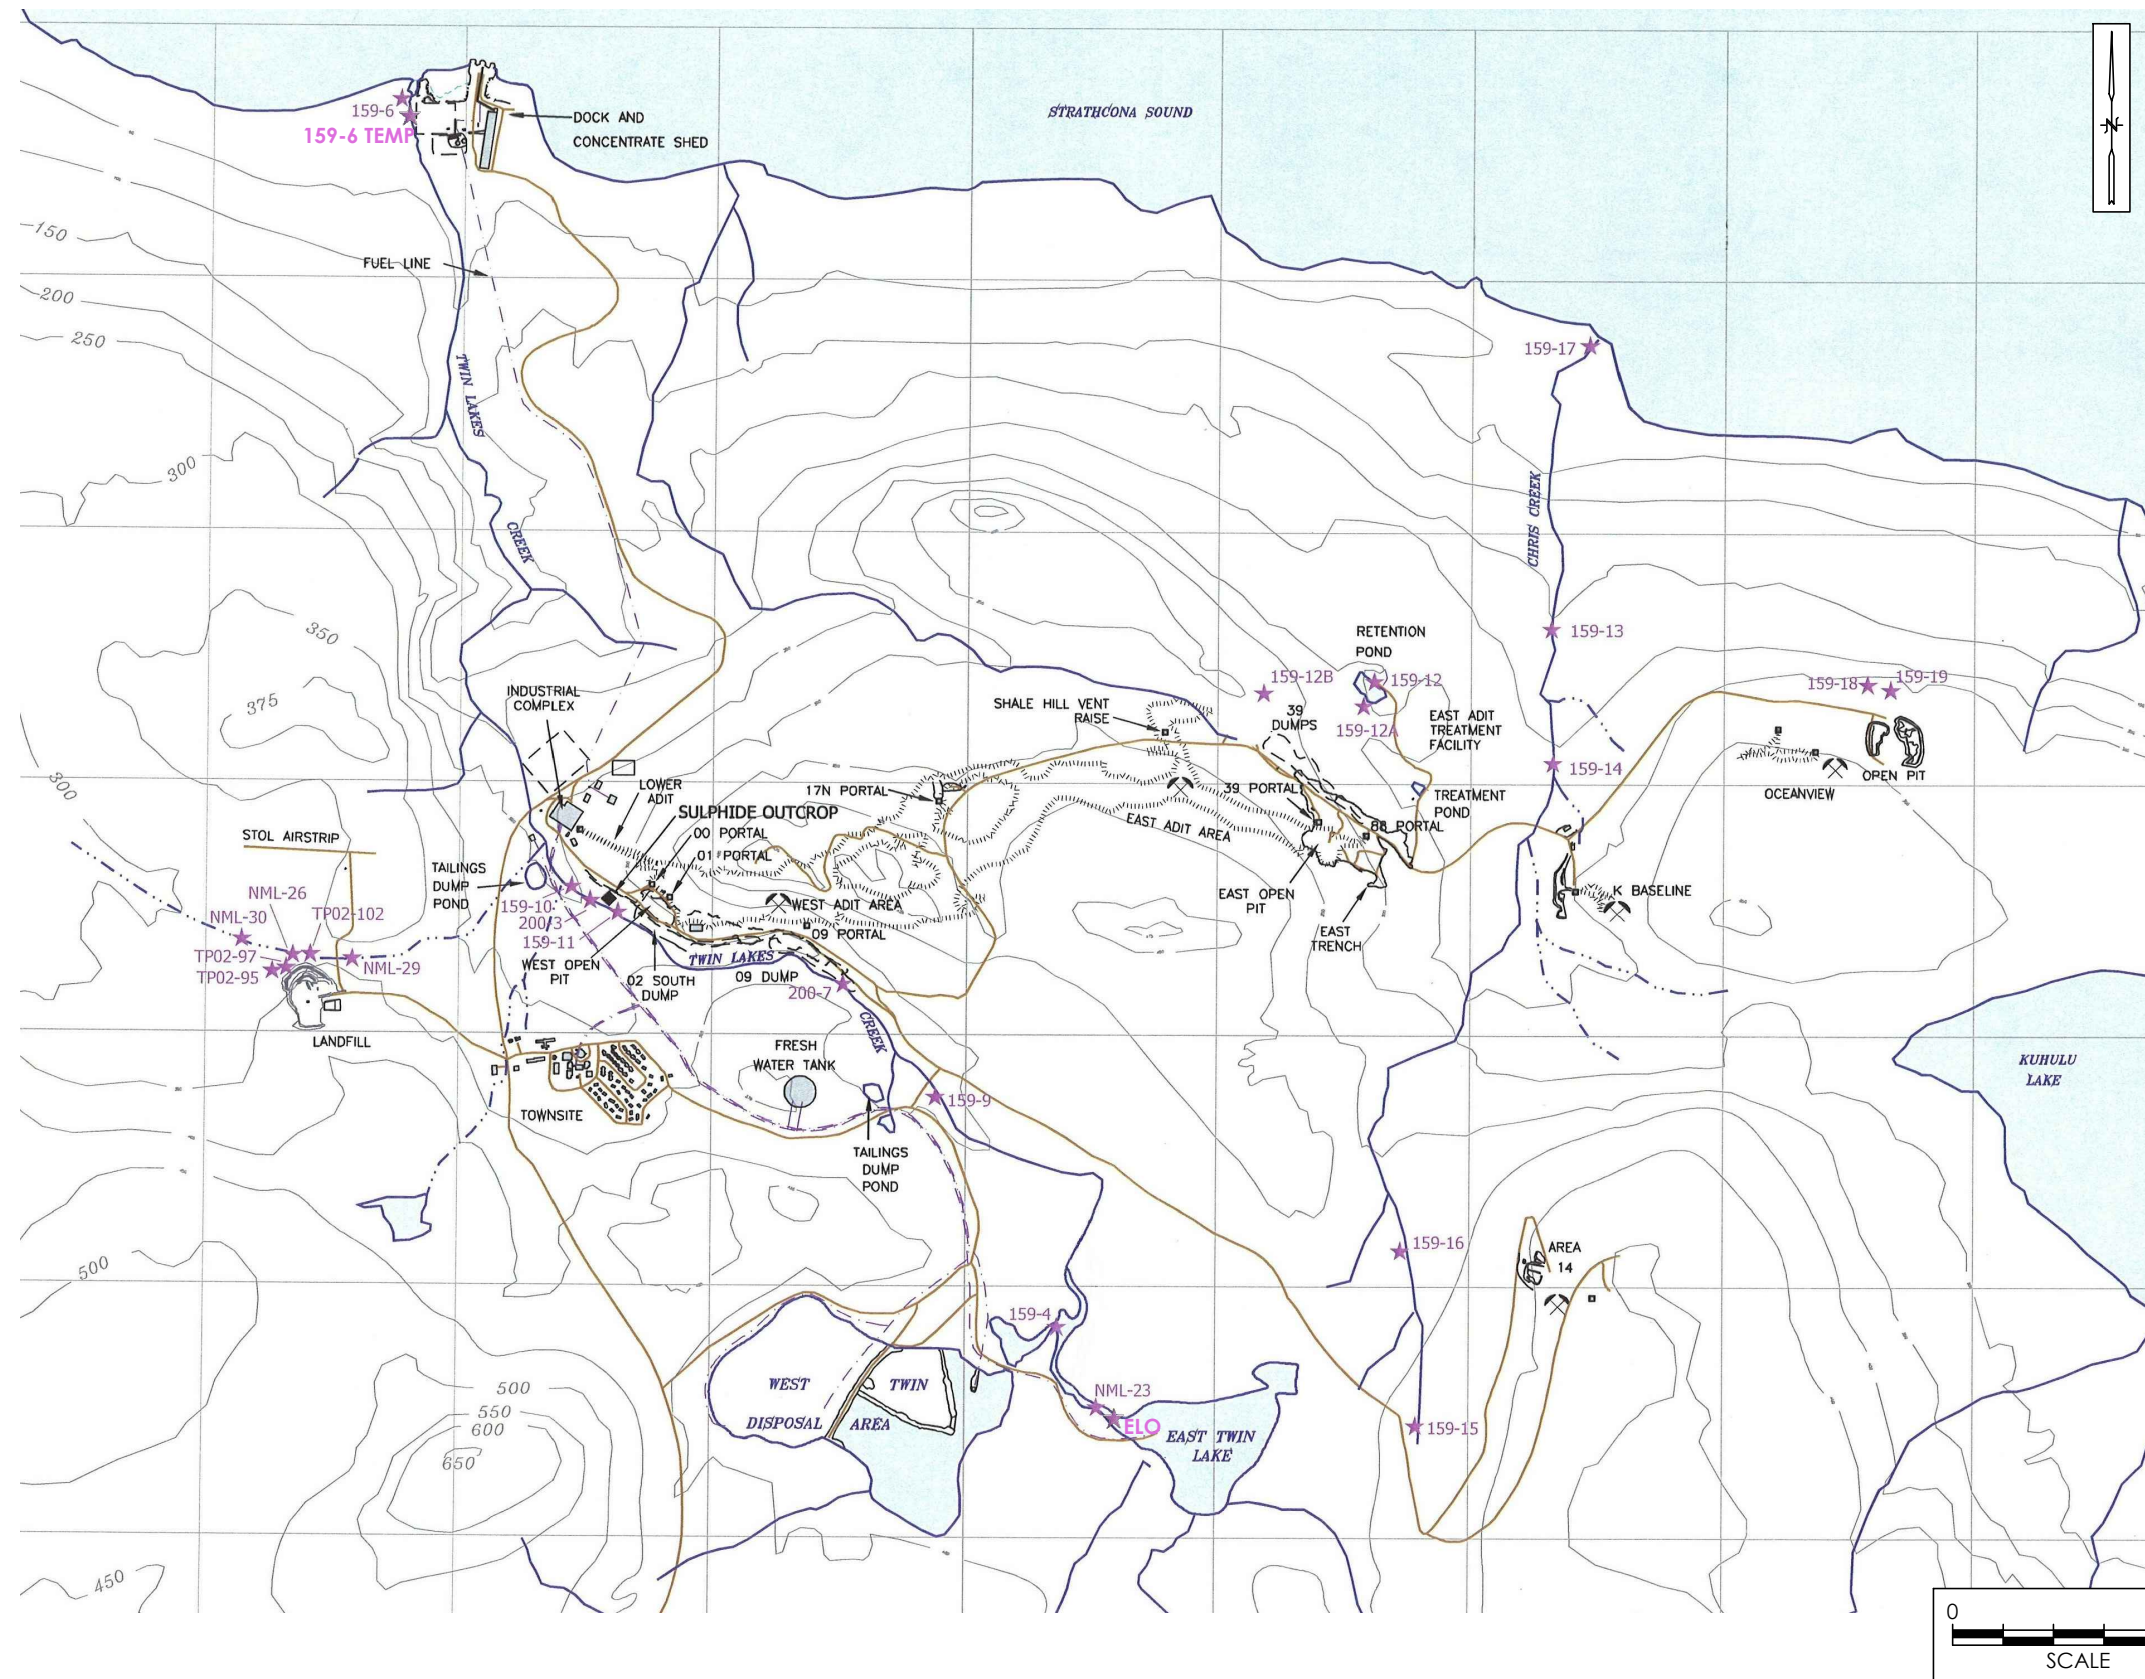 N
STRATHCONA SOUND
159-6
159-6 TEMP
DOCK AND
CONCENTRATE SHED
150
200
250
FUEL LINE
TWIN LAKES
CREEK
300
350
375
300
159-17
CHRIS CREEK
159-13
159-14
RETENTION
POND
159-12B
159-12
159-12A
159-18
159-19
INDUSTRIAL
COMPLEX
SHALE HILL VENT
RAISE
39
DUMPS
EAST ADIT
TREATMENT
FACILITY
OPEN PIT
OCEANVIEW
LOWER
ADIT
17N PORTAL
39 PORTAL
TREATMENT
POND
88 PORTAL
SULPHIDE OUTCROP
00 PORTAL
01 PORTAL
EAST ADIT AREA
STOL AIRSTRIP
TAILINGS
DUMP
POND
NML-26
NML-30
TP02-102
TP02-97
TP02-95
NML-29
159-10
200-3
159-11
WEST ADIT AREA
09 PORTAL
EAST OPEN
PIT
EAST
TRENCH
K BASELINE
WEST OPEN
PIT
02 SOUTH
DUMP
TWIN LAKES
09 DUMP
200-7
CREEK
LANDFILL
FRESH
WATER TANK
KUHULU
LAKE
159-9
TOWNSITE
TAILINGS
DUMP
POND
500
159-16
AREA
14
159-4
WEST
TWIN
DISPOSAL
AREA
NML-23
ELO
EAST TWIN
LAKE
159-15
500
550
600
650
450
0
SCALE